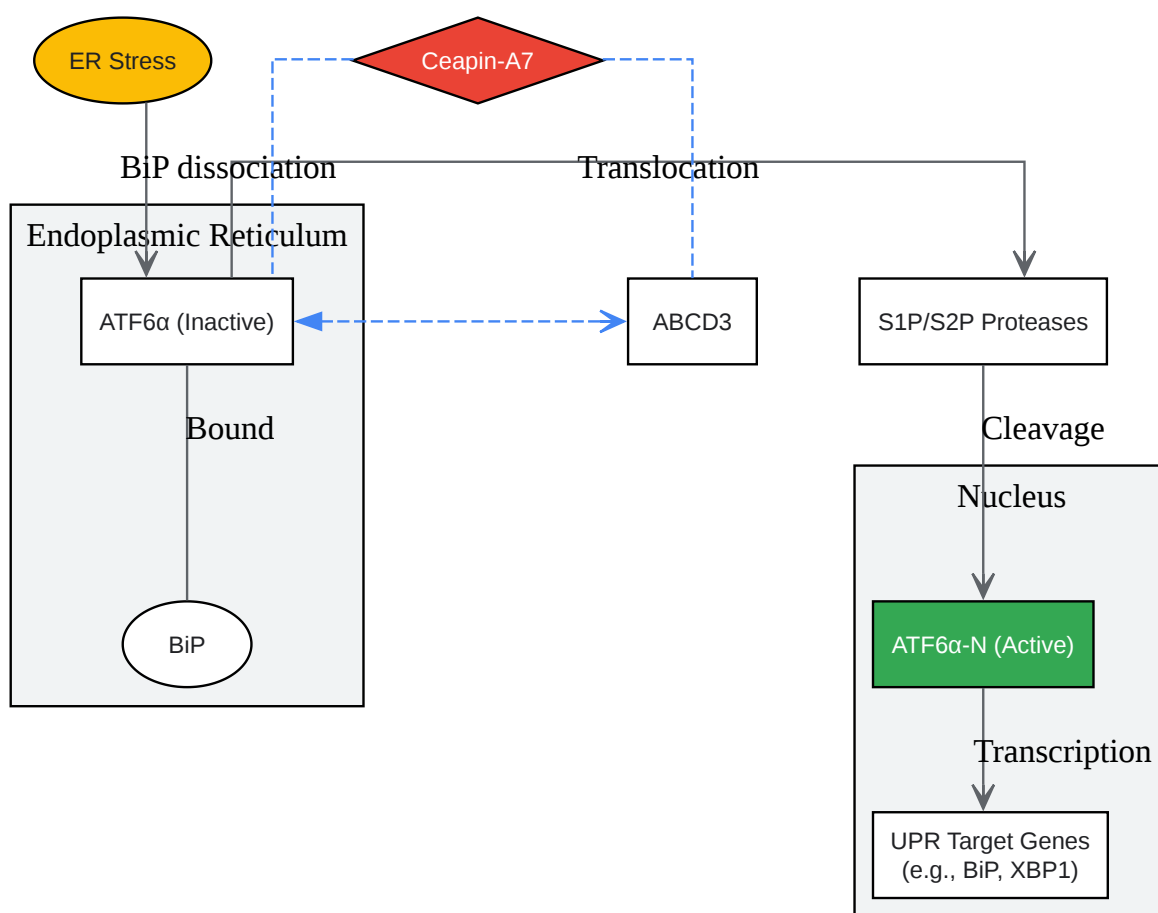 ER Stress
Ceapin-A7
BiP dissociation
Translocation
Endoplasmic Reticulum
ATF6α (Inactive)
ABCD3
S1P/S2P Proteases
Bound
Cleavage
Nucleus
BiP
ATF6α-N (Active)
Transcription
UPR Target Genes
(e.g., BiP, XBP1)